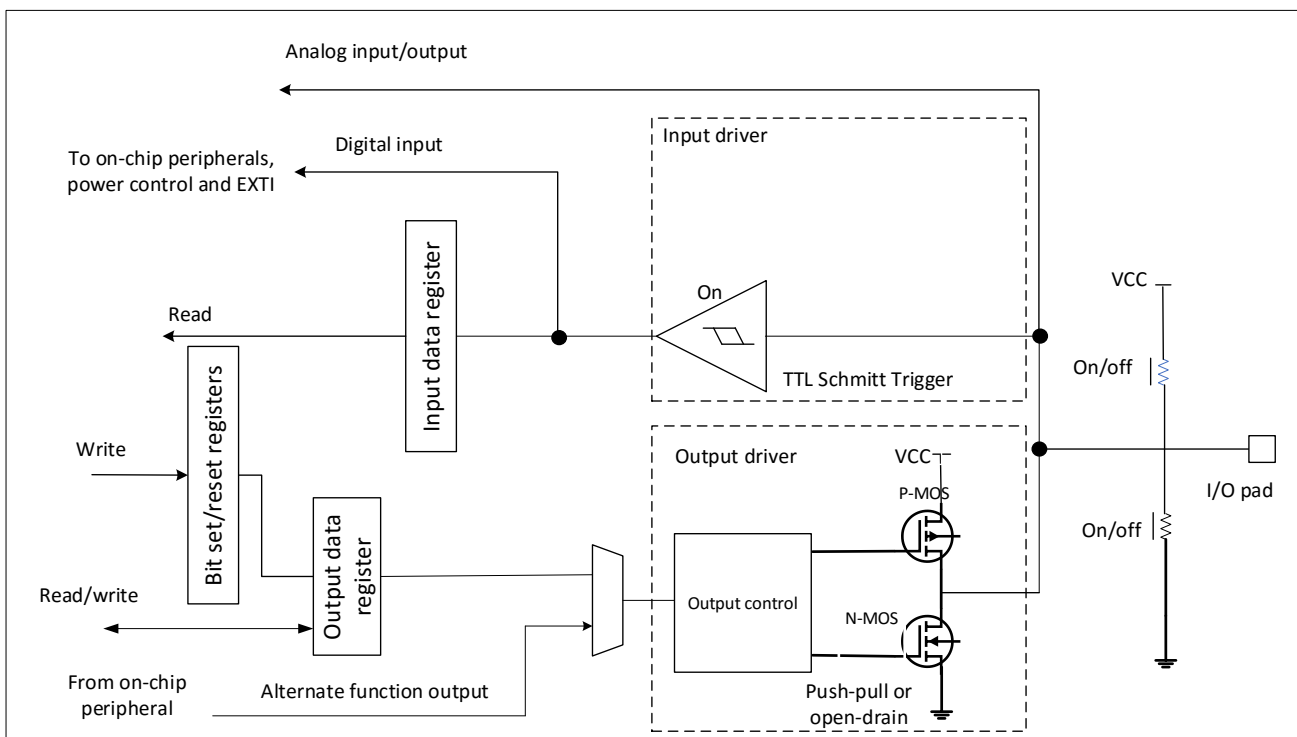 Analog input/output
Digital input
To on-chip peripherals,
power control and EXTI
Input driver
On
TTL Schmitt Trigger
Input data register
Read
Bit set/reset registers
Write
Output data
register
Read/write
From on-chip
peripheral
Alternate function output
Output driver
VCC
P-MOS
Output control
N-MOS
Push-pull or
open-drain
VCC
On/off
I/O pad
On/off